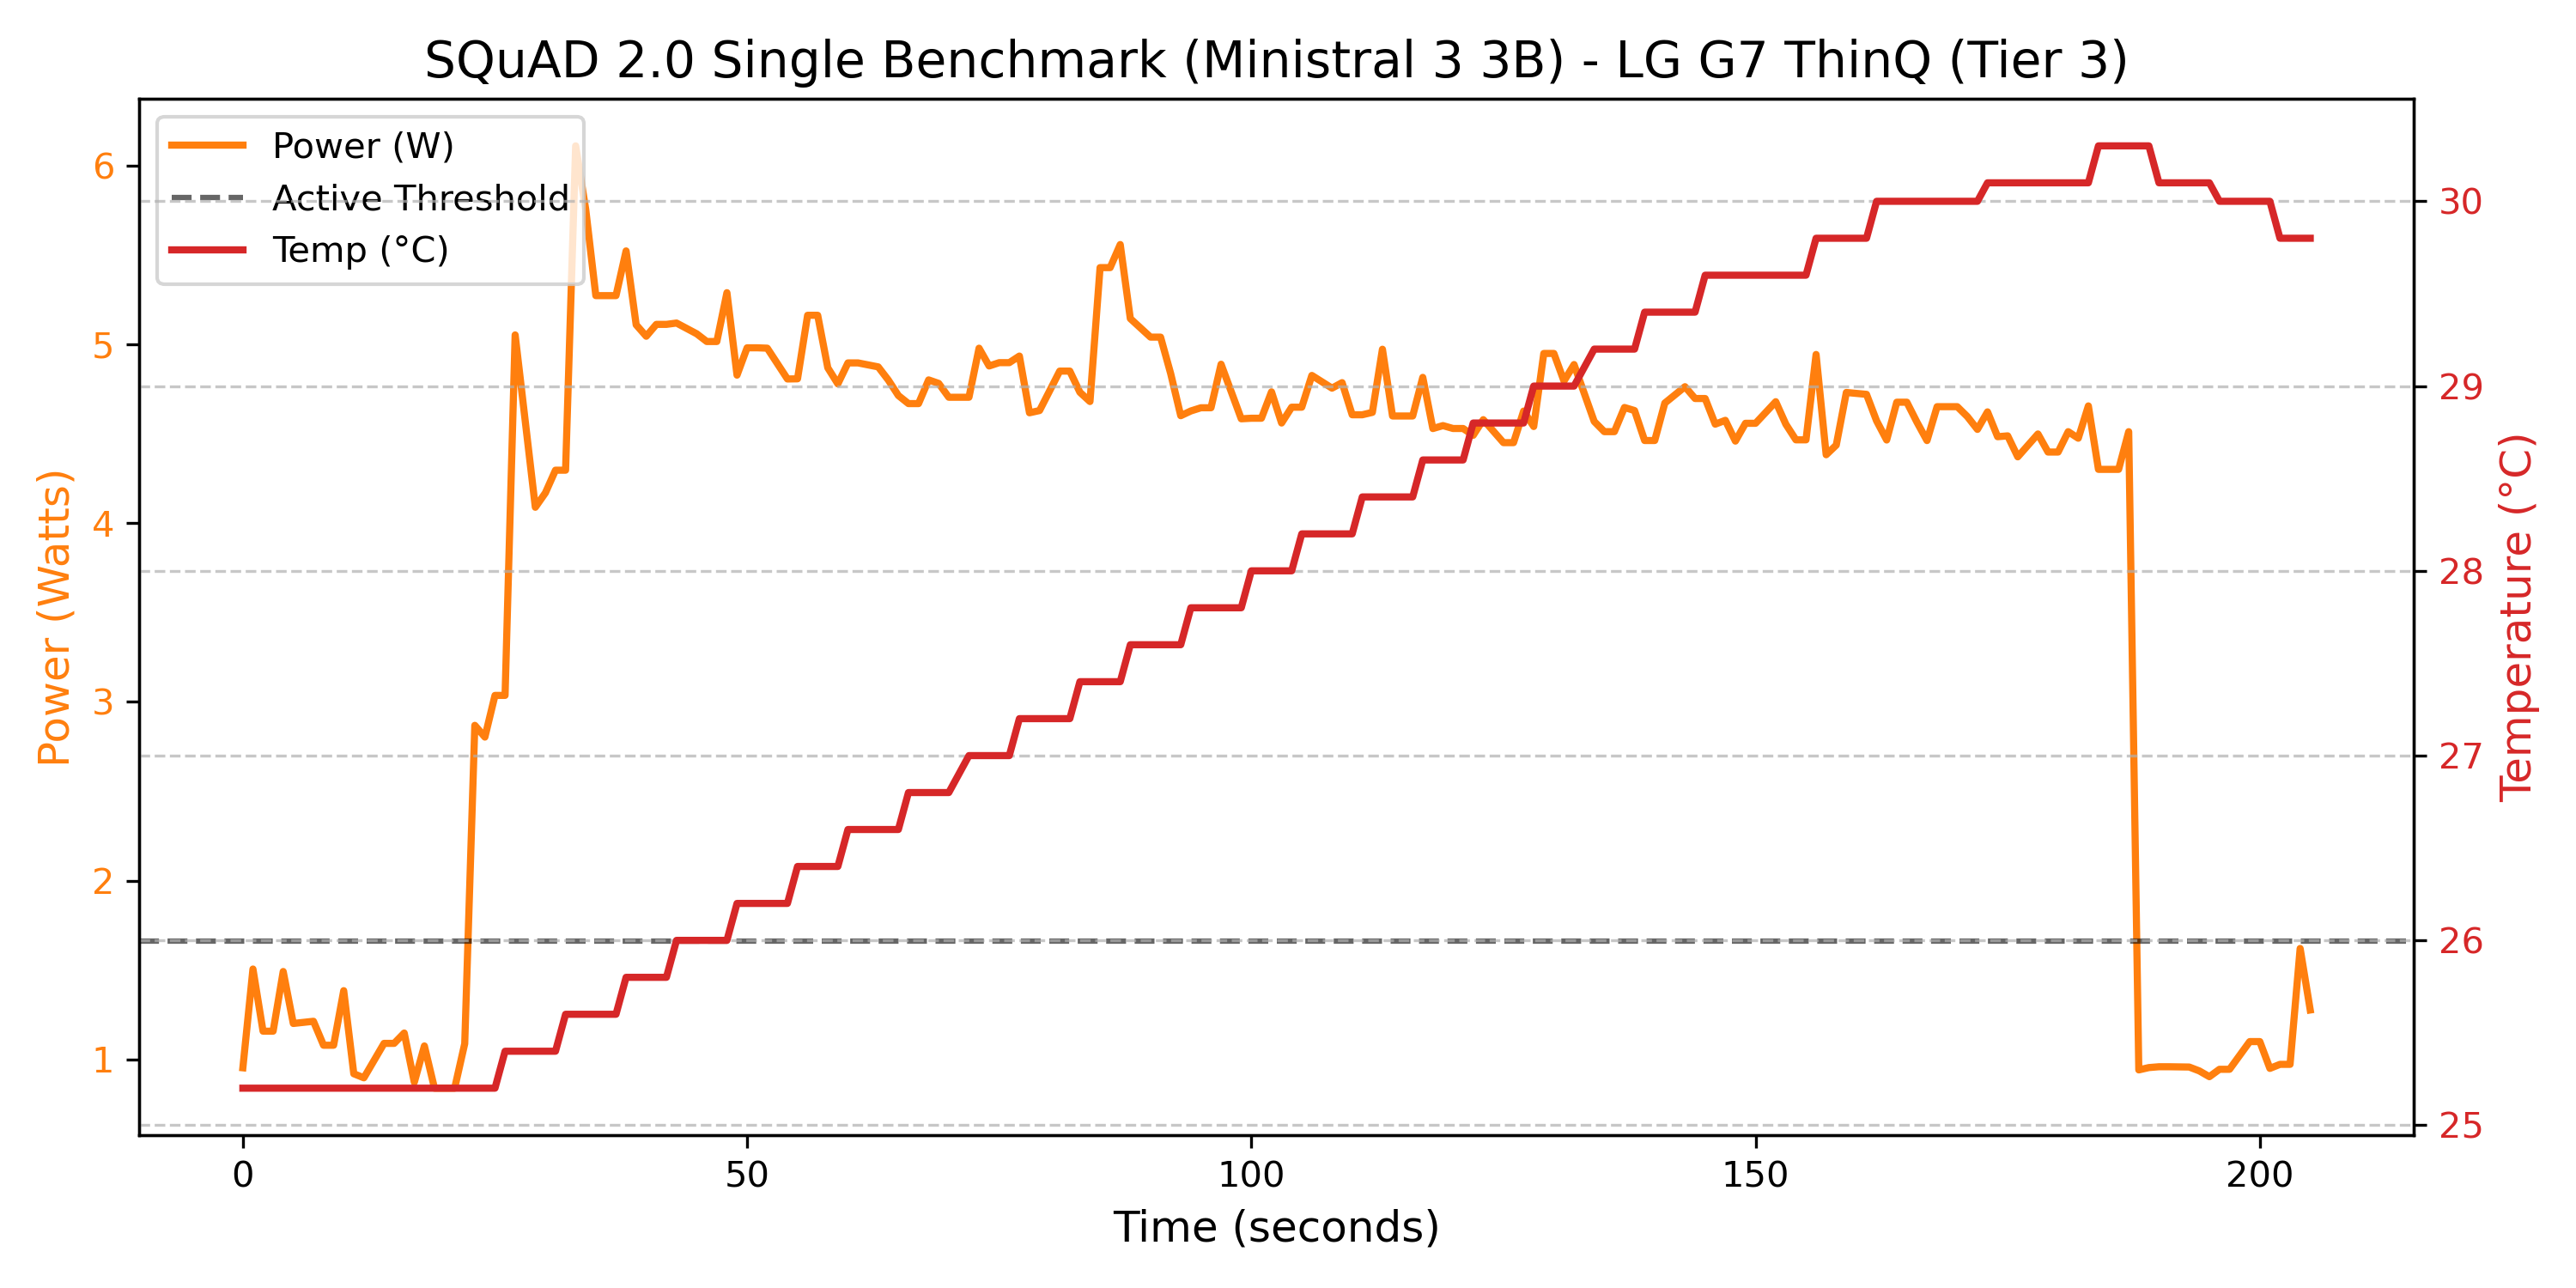 SQuAD 2.0 Single Benchmark (Ministral 3 3B) - LG G7 ThinQ (Tier 3)
Power (W)
Active Threshold
Temp (°C)
Power (Watts)
6
5
4
3
2
1
30
29
28
27
26
25
Temperature (°C)
0 50 100 150 200
Time (seconds)